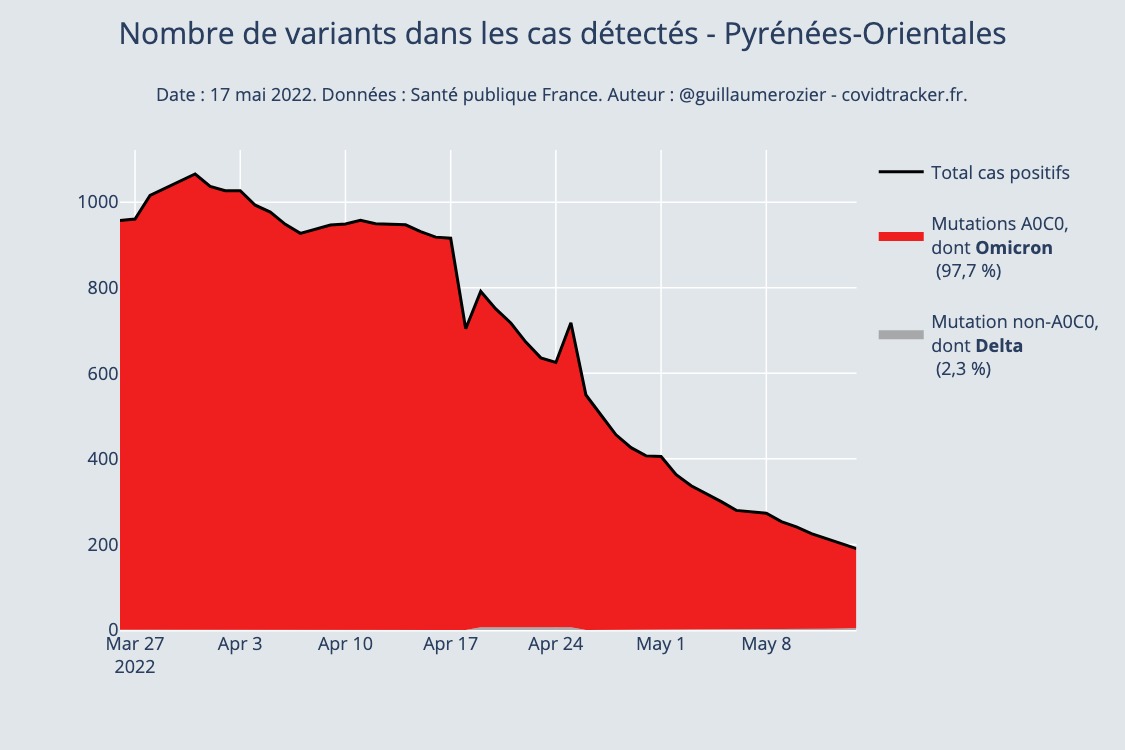 Nombre de variants dans les cas détectés - Pyrénées-Orientales
Date : 17 mai 2022. Données : Santé publique France. Auteur : @guillaumerozier - covidtracker.fr.
Total cas positifs
Mutations A0C0,
dont Omicron
(97,7 %)
Mutation non-A0C0,
dont Delta
(2,3 %)
1000
800
600
400
200
0
Mar 27 Apr 3 Apr 10 Apr 17 Apr 24 May 1 May 8
2022